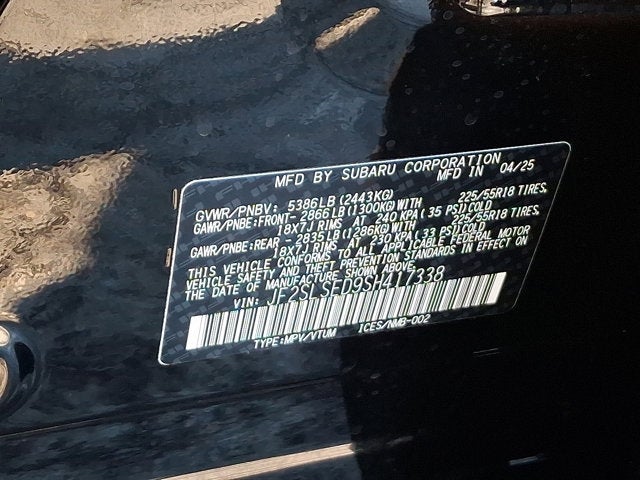 MFD BY SUBARU CORPORATION
MFD IN 04/25
GVWR/PNBV: 5386LB(2443KG)
GAWR/PNBE:FRONT- 2866LB(1300KG)WITH 225/55R18 TIRES,
18X7J RIMS AT 240 KPA(35 PSI)COLD
GAWR/PNBE:REAR - 2835LB(1286KG)WITH 225/55R18 TIRES,
18X7J RIMS AT 230 KPA(33 PSI)COLD
THIS VEHICLE CONFORMS TO ALL APPLICABLE FEDERAL MOTOR
VEHICLE SAFETY AND THEFT PREVENTION STANDARDS IN EFFECT ON
THE DATE OF MANUFACTURE SHOWN ABOVE.
VIN: JF2SLSED9SH417338
TYPE:MPV/VTUM ICES/NMB-002